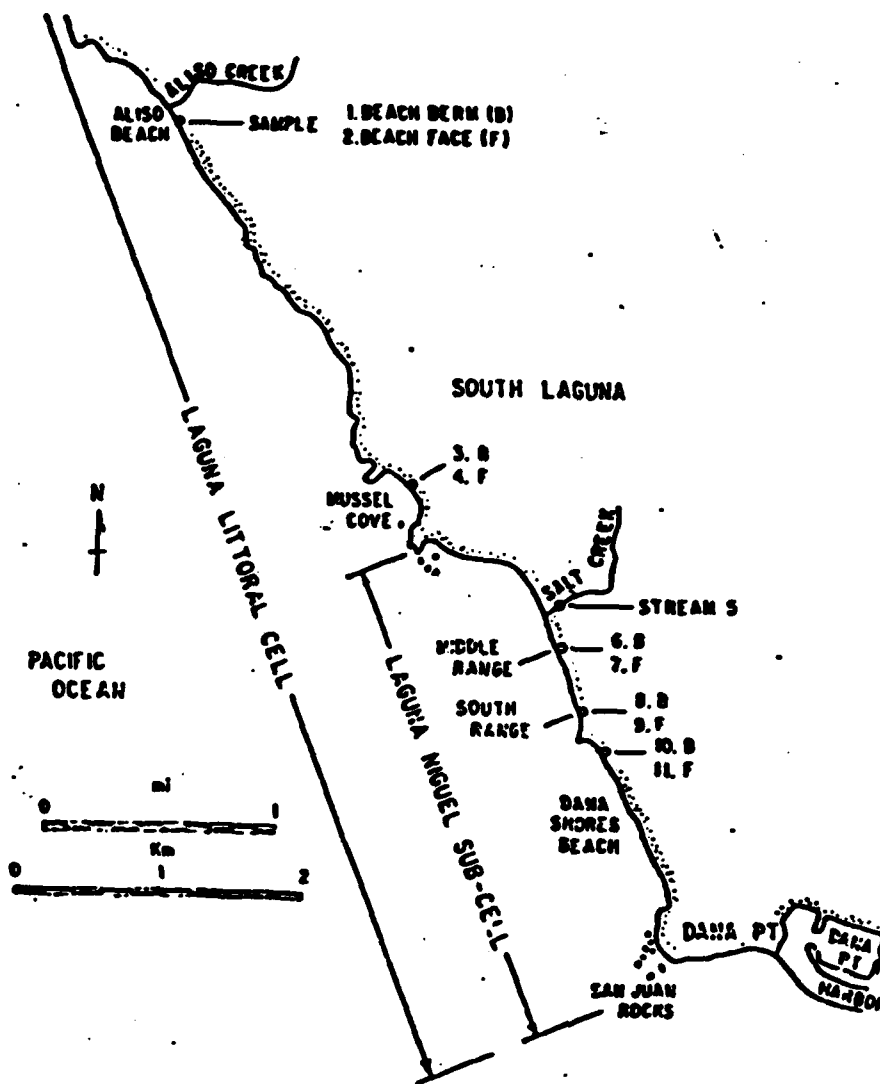 ALISO CREEK
ALISO
BEACH
SAMPLE
1. BEACH BERM (B)
2. BEACH FACE (F)
SOUTH LAGUNA
3. B
4. F
MUSSEL
COVE
N
LAGUNA LITTORAL CELL
SALT CREEK
STREAM 5
MIDDLE
RANGE
6. B
7. F
PACIFIC
OCEAN
LAGUNA NIGUEL SUB-CELL
SOUTH
RANGE
8. B
9. F
10. B
11. F
mi
0 1
Km
0 1 2
DANA
SHORES
BEACH
DANA PT
DANA
PT
HARBOR
SAN JUAN
ROCKS